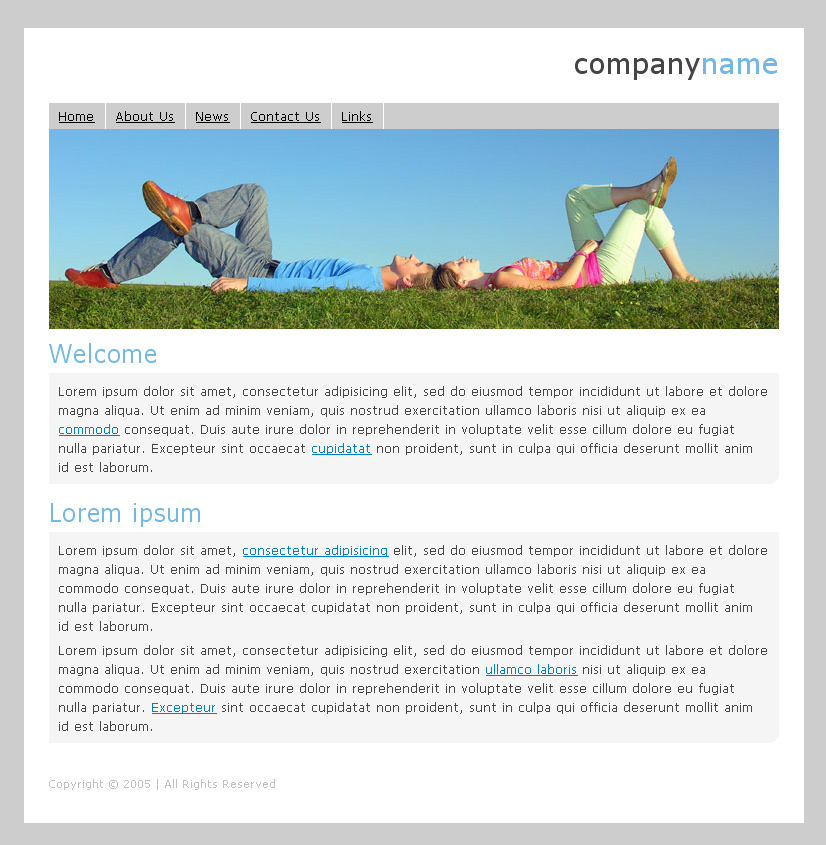 companyname
Home About Us News Contact Us Links
Welcome
Lorem ipsum dolor sit amet, consectetur adipisicing elit, sed do eiusmod tempor incididunt ut labore et dolore
magna aliqua. Ut enim ad minim veniam, quis nostrud exercitation ullamco laboris nisi ut aliquip ex ea
commodo consequat. Duis aute irure dolor in reprehenderit in voluptate velit esse cillum dolore eu fugiat
nulla pariatur. Excepteur sint occaecat cupidatat non proident, sunt in culpa qui officia deserunt mollit anim
id est laborum.
Lorem ipsum
Lorem ipsum dolor sit amet, consectetur adipisicing elit, sed do eiusmod tempor incididunt ut labore et dolore
magna aliqua. Ut enim ad minim veniam, quis nostrud exercitation ullamco laboris nisi ut aliquip ex ea
commodo consequat. Duis aute irure dolor in reprehenderit in voluptate velit esse cillum dolore eu fugiat
nulla pariatur. Excepteur sint occaecat cupidatat non proident, sunt in culpa qui officia deserunt mollit anim
id est laborum.
Lorem ipsum dolor sit amet, consectetur adipisicing elit, sed do eiusmod tempor incididunt ut labore et dolore
magna aliqua. Ut enim ad minim veniam, quis nostrud exercitation ullamco laboris nisi ut aliquip ex ea
commodo consequat. Duis aute irure dolor in reprehenderit in voluptate velit esse cillum dolore eu fugiat
nulla pariatur. Excepteur sint occaecat cupidatat non proident, sunt in culpa qui officia deserunt mollit anim
id est laborum.
Copyright © 2005 | All Rights Reserved